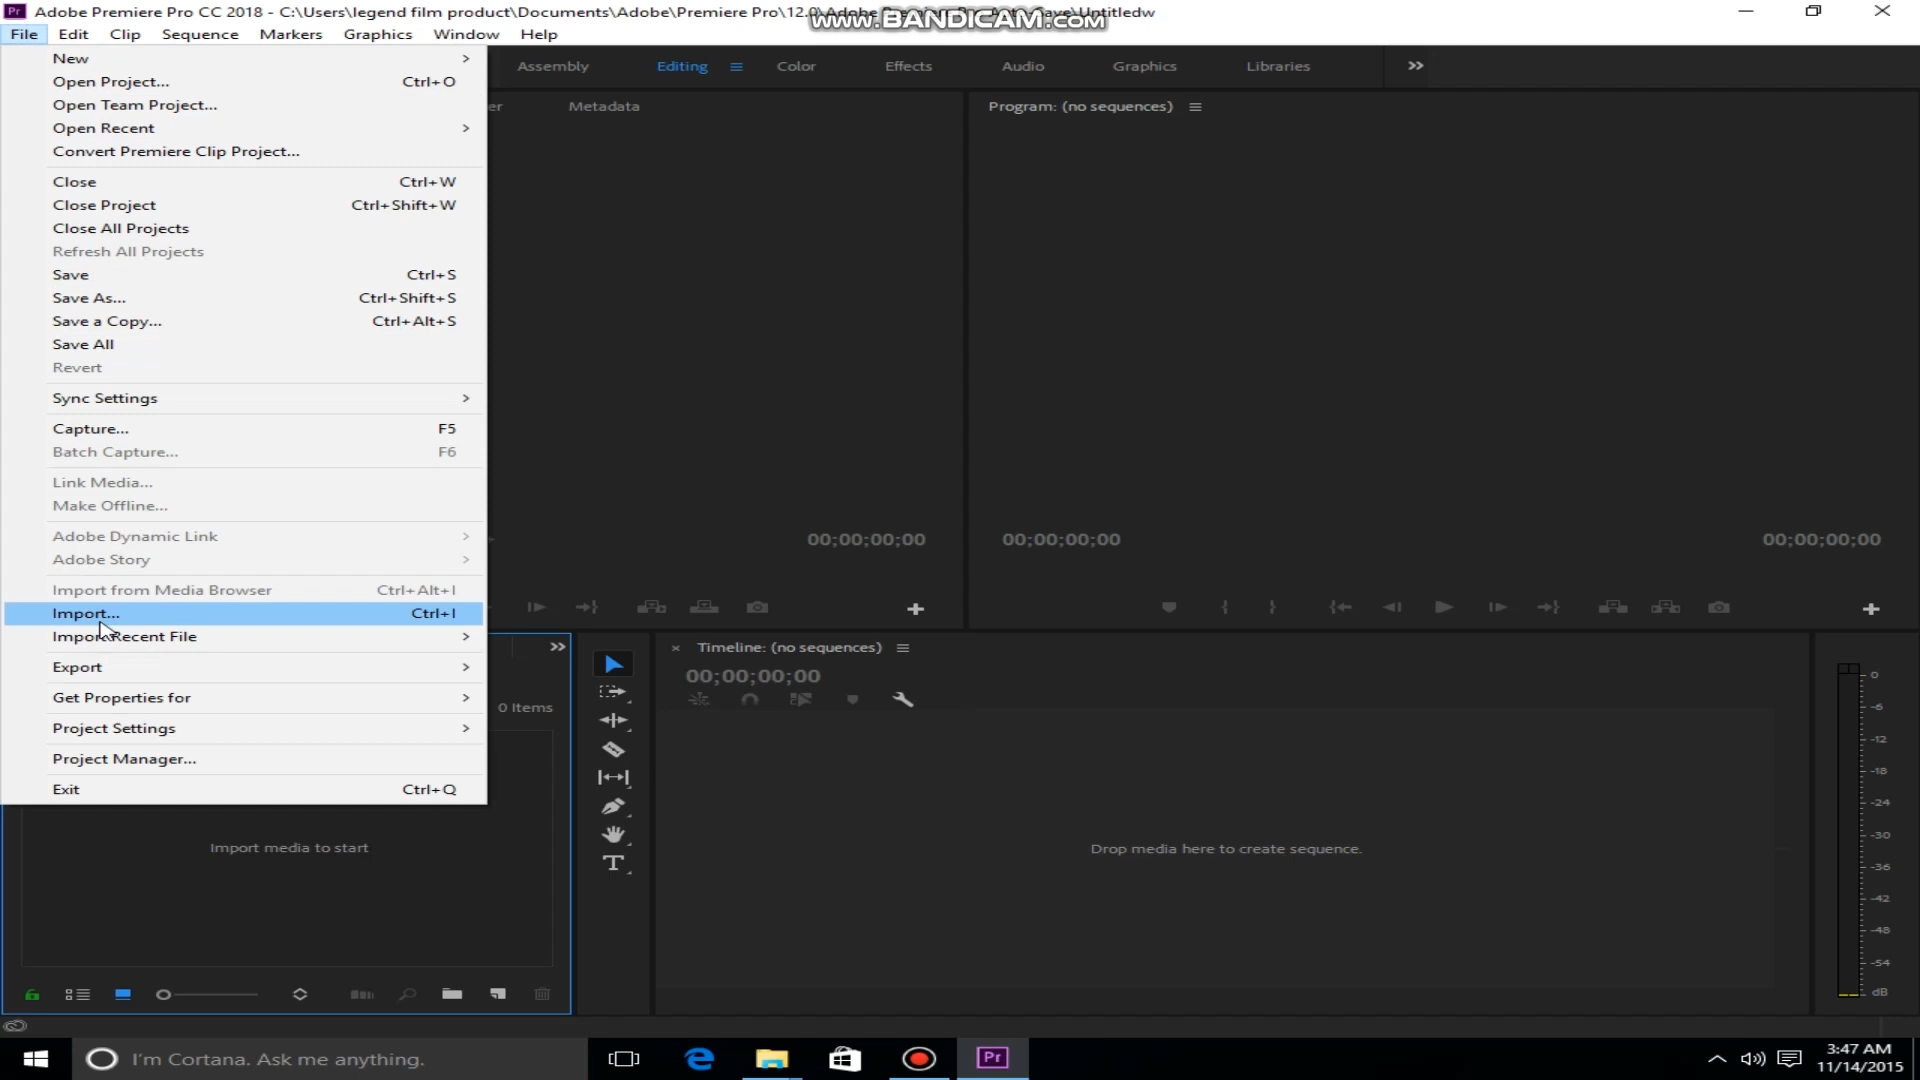 Adobe Premiere Pro CC 2018 - C:\Users\legend film product\Documents\Adobe\Premiere Pro\12.0\Adobe Premiere Pro Auto-Save\Untitledw
www.BANDICAM.com
File Edit Clip Sequence Markers Graphics Window Help
New
Open Project... Ctrl+O
Open Team Project...
Open Recent
Convert Premiere Clip Project...
Close Ctrl+W
Close Project Ctrl+Shift+W
Close All Projects
Refresh All Projects
Save Ctrl+S
Save As... Ctrl+Shift+S
Save a Copy... Ctrl+Alt+S
Save All
Revert
Sync Settings
Capture... F5
Batch Capture... F6
Link Media...
Make Offline...
Adobe Dynamic Link
Adobe Story
Import from Media Browser Ctrl+Alt+I
Import... Ctrl+I
Import Recent File
Export
Get Properties for
Project Settings
Project Manager...
Exit Ctrl+Q
Assembly Editing Color Effects Audio Graphics Libraries
Metadata
Program: (no sequences)
00;00;00;00
00;00;00;00 00;00;00;00
0 Items
Import media to start
Timeline: (no sequences)
00;00;00;00
Drop media here to create sequence.
0
-6
-12
-18
-24
-30
-36
-42
-48
-54
dB
I'm Cortana. Ask me anything.
Pr
3:47 AM
11/14/2015